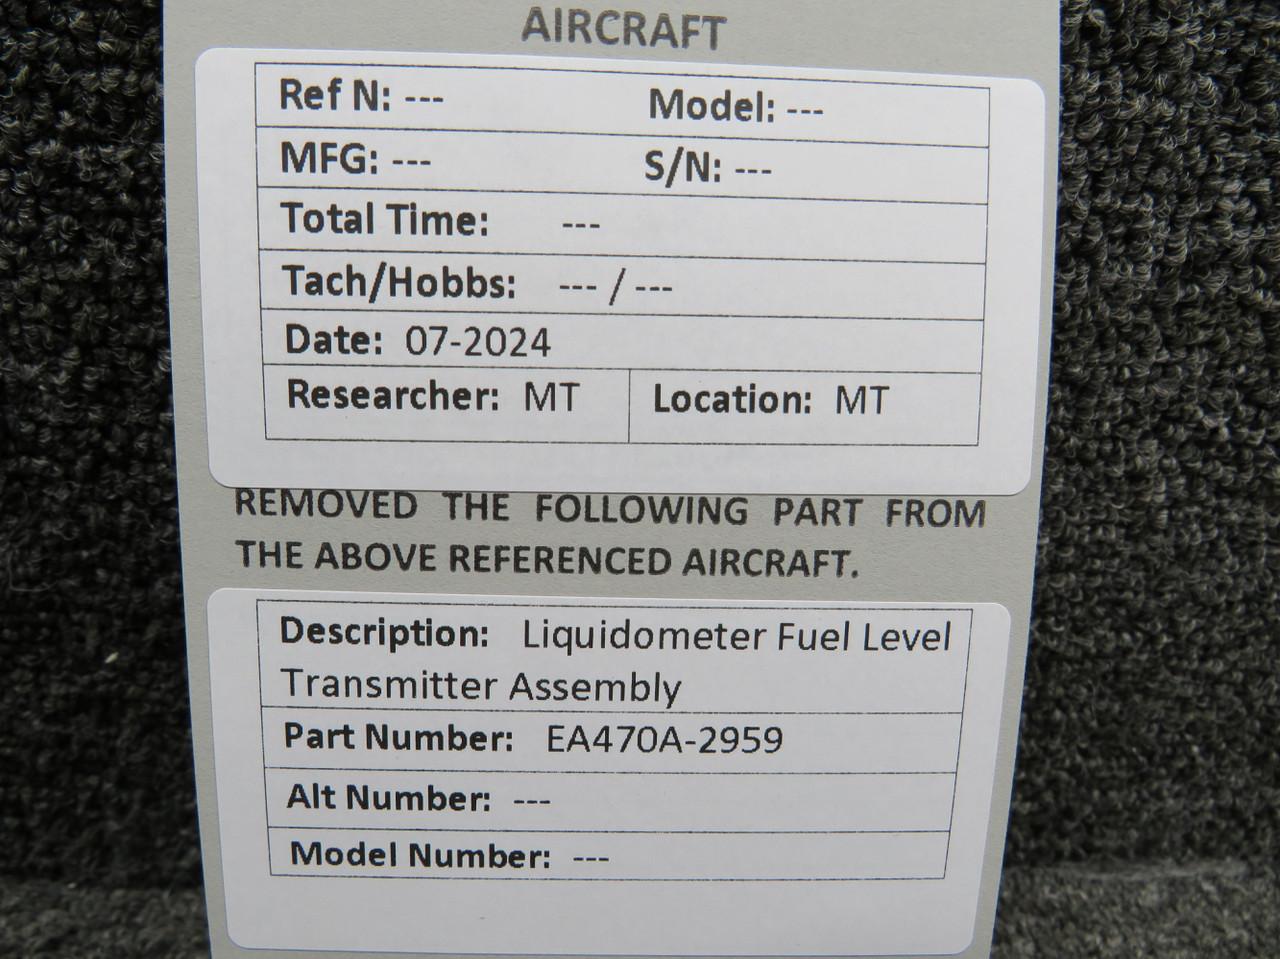 AIRCRAFT
Ref N: --- Model: ---
MFG: --- S/N: ---
Total Time: ---
Tach/Hobbs: --- / ---
Date: 07-2024
Researcher: MT Location: MT
REMOVED THE FOLLOWING PART FROM
THE ABOVE REFERENCED AIRCRAFT.
Description: Liquidometer Fuel Level
Transmitter Assembly
Part Number: EA470A-2959
Alt Number: ---
Model Number: ---